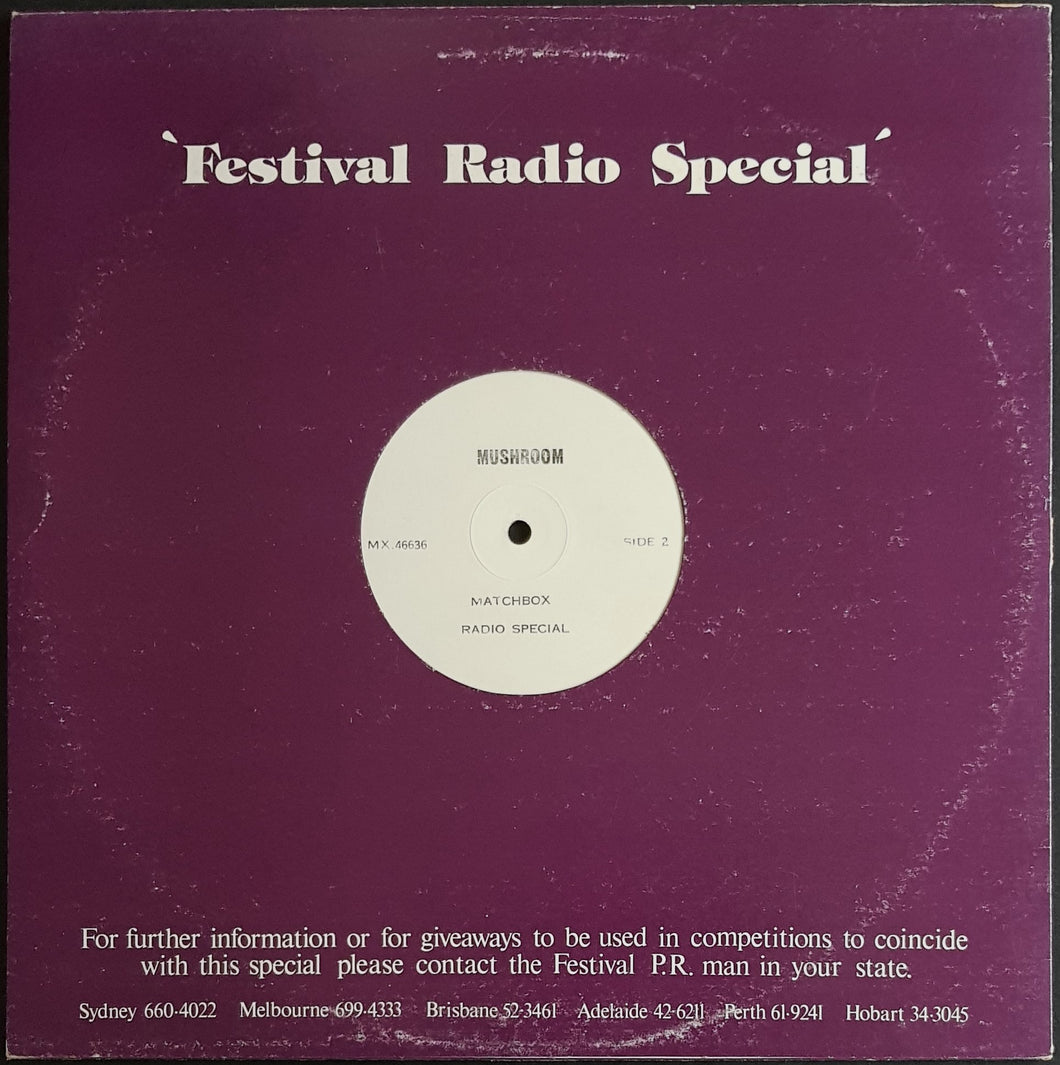 ‵Festival Radio Special′
MUSHROOM
MX.46636
SIDE 2
MATCHBOX
RADIO SPECIAL
For further information or for giveaways to be used in competitions to coincide
with this special please contact the Festival P.R. man in your state.
Sydney 660·4022 Melbourne 699·4333 Brisbane 52·3461 Adelaide 42·6211 Perth 61·9241 Hobart 34·3045